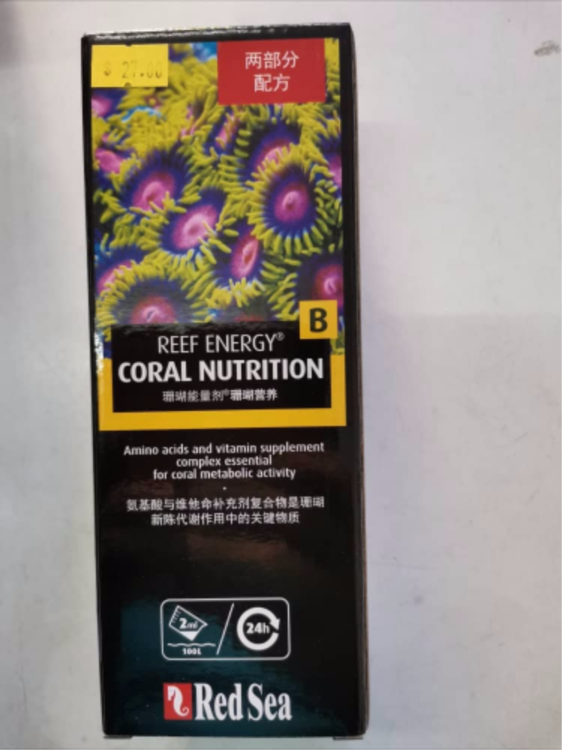 $ 27.00
两部分
配方
B
REEF ENERGY®
CORAL NUTRITION
珊瑚能量剂®珊瑚营养
Amino acids and vitamin supplement
complex essential
for coral metabolic activity
氨基酸与维他命补充剂复合物是珊瑚
新陈代谢作用中的关键物质
2ml
100L
24h
Red Sea